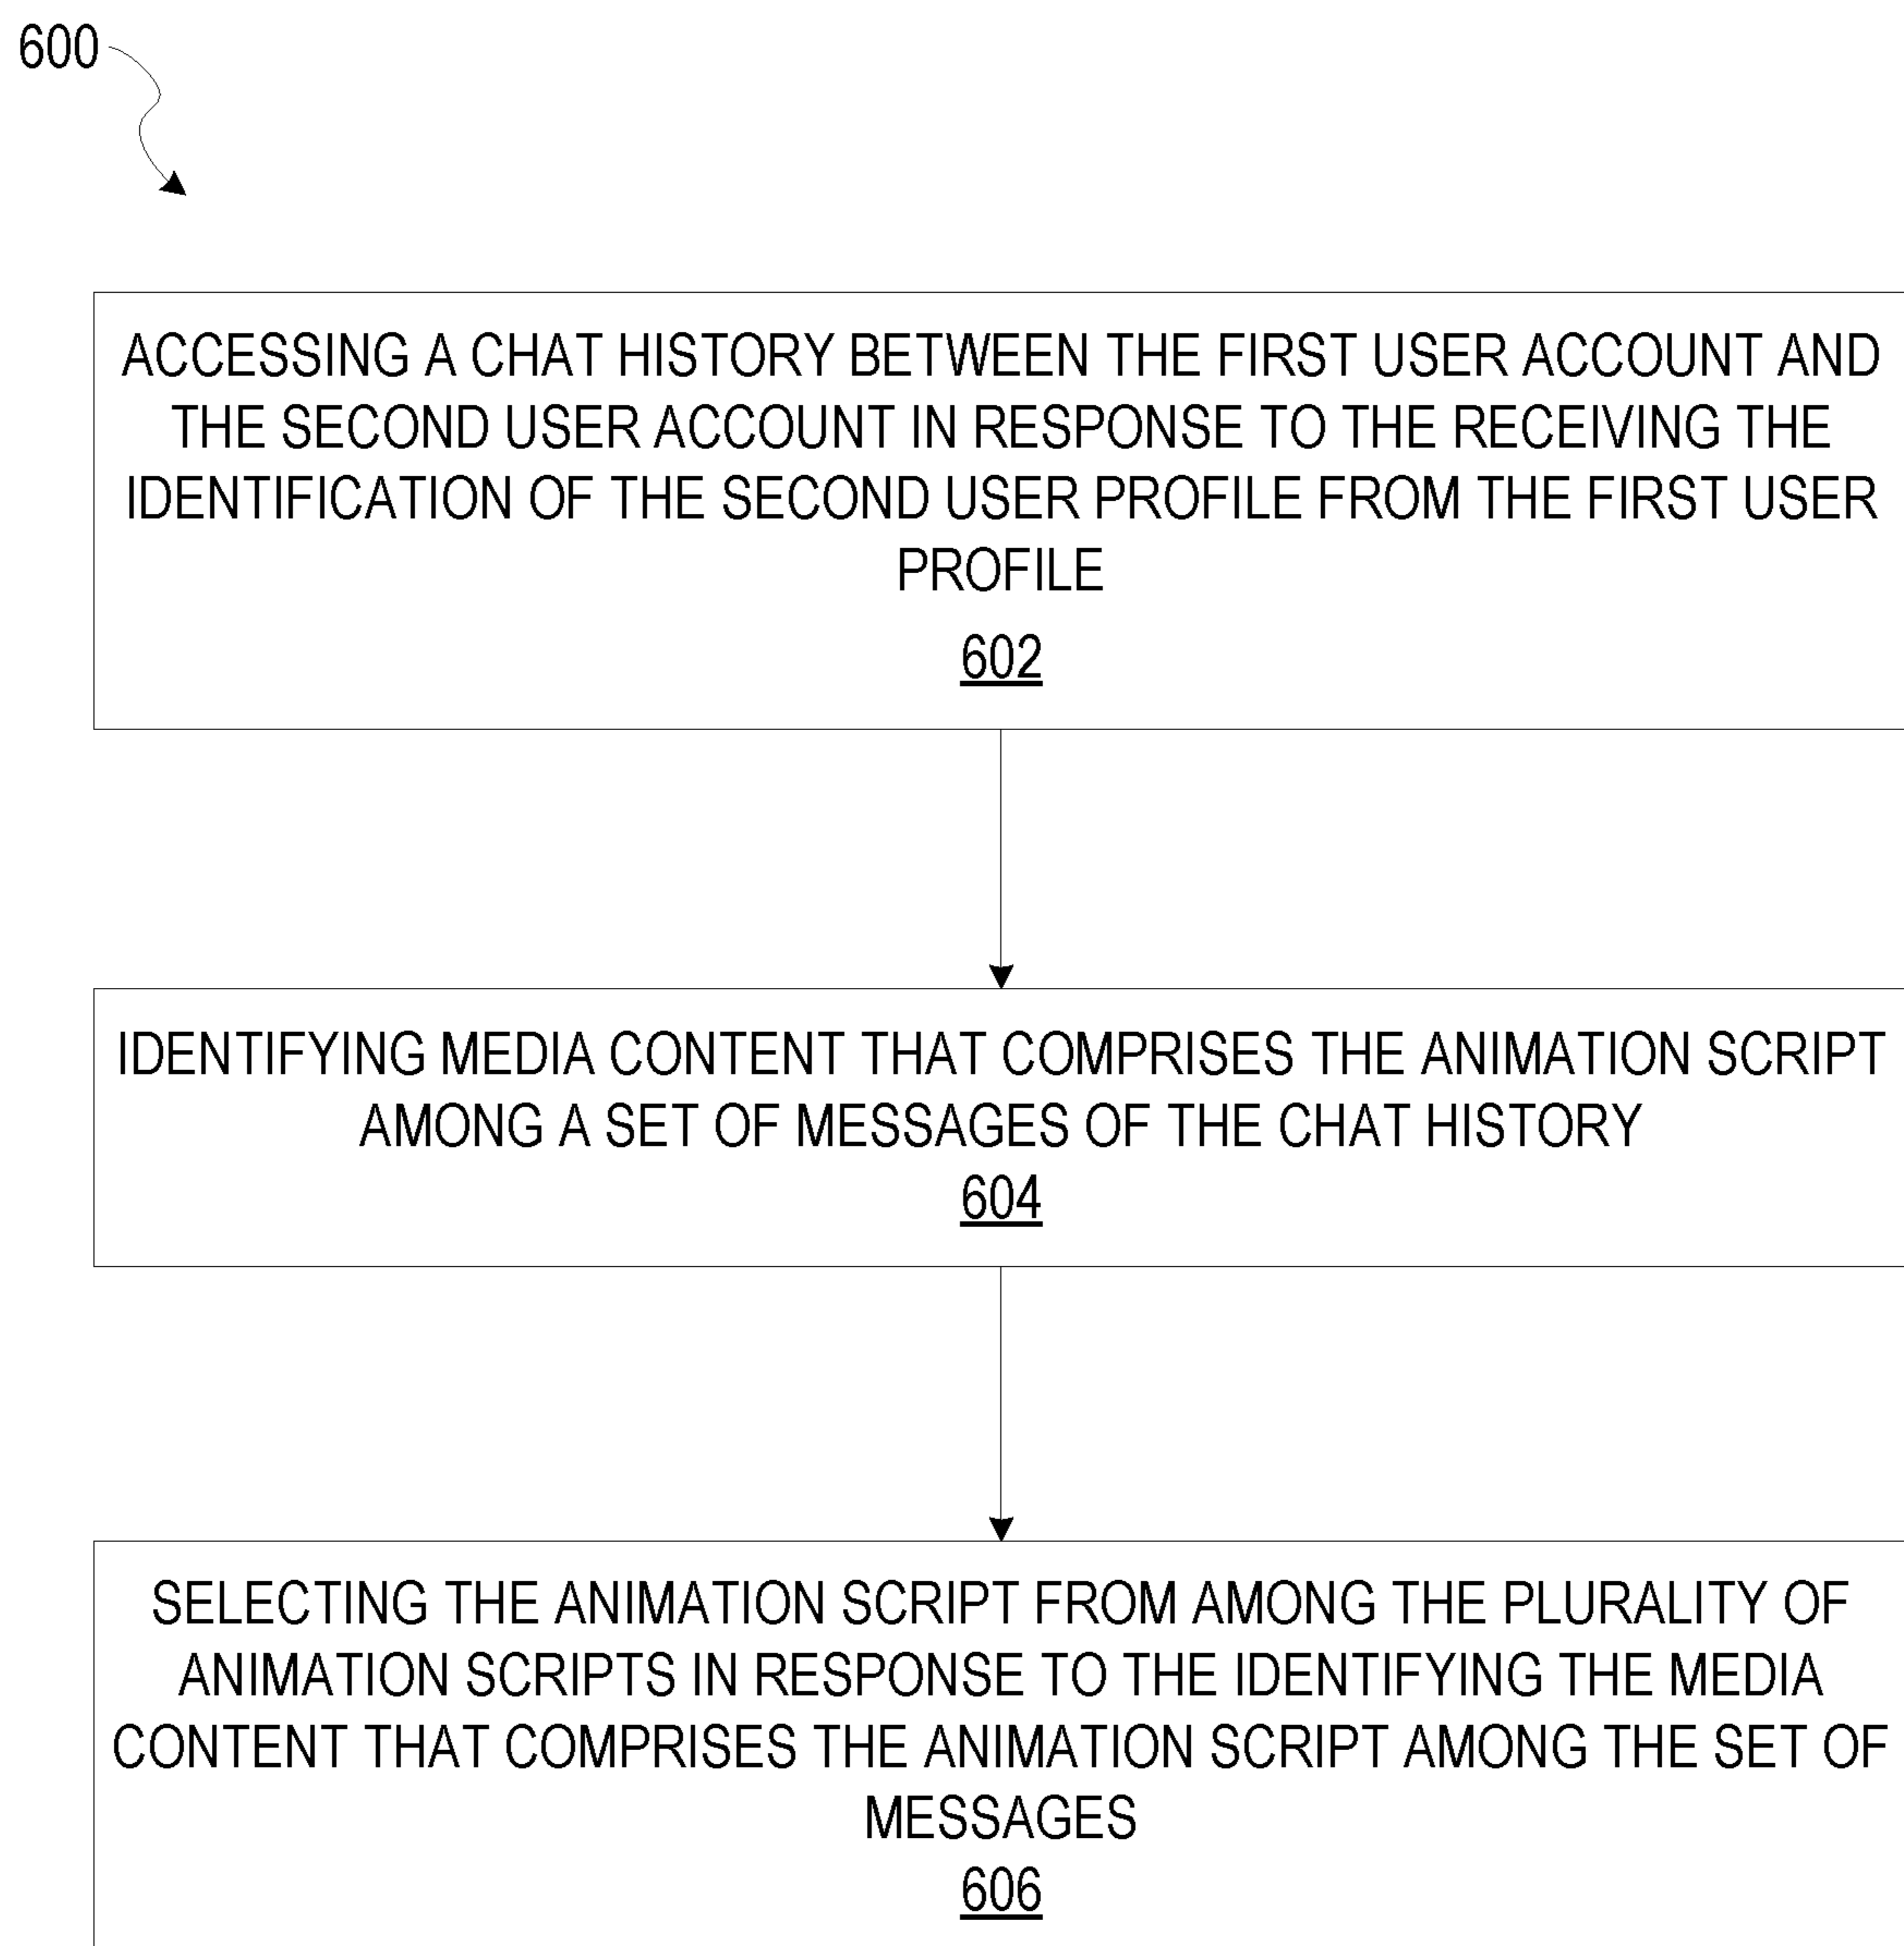 600
ACCESSING A CHAT HISTORY BETWEEN THE FIRST USER ACCOUNT AND
THE SECOND USER ACCOUNT IN RESPONSE TO THE RECEIVING THE
IDENTIFICATION OF THE SECOND USER PROFILE FROM THE FIRST USER
PROFILE
602
IDENTIFYING MEDIA CONTENT THAT COMPRISES THE ANIMATION SCRIPT
AMONG A SET OF MESSAGES OF THE CHAT HISTORY
604
SELECTING THE ANIMATION SCRIPT FROM AMONG THE PLURALITY OF
ANIMATION SCRIPTS IN RESPONSE TO THE IDENTIFYING THE MEDIA
CONTENT THAT COMPRISES THE ANIMATION SCRIPT AMONG THE SET OF
MESSAGES
606